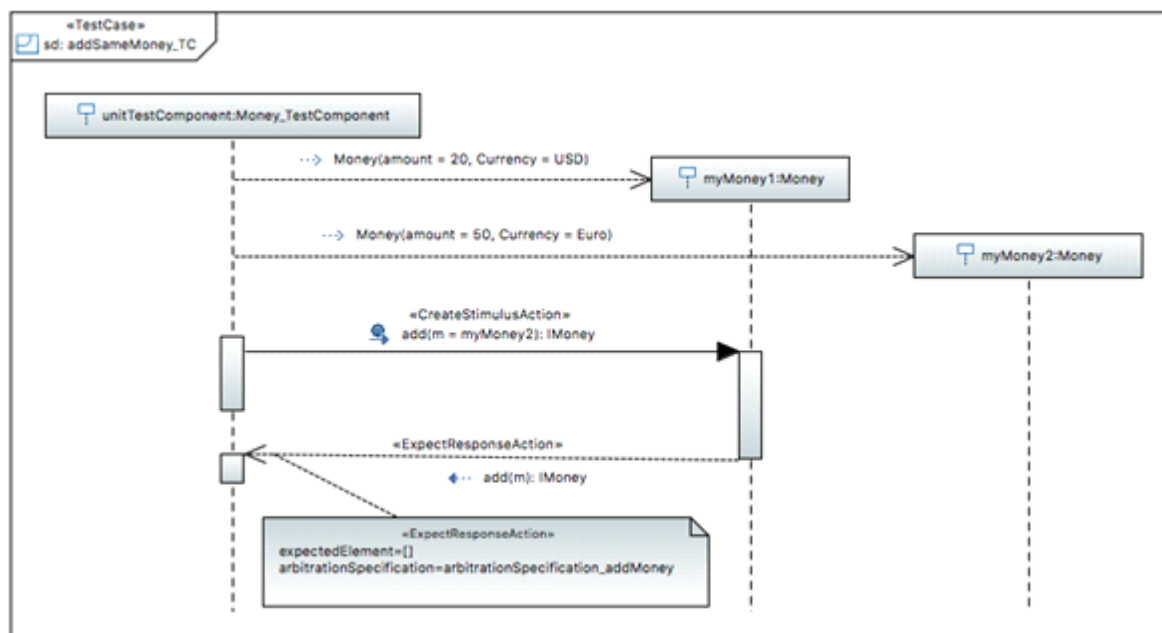 «TestCase»
sd: addSameMoney_TC
unitTestComponent:Money_TestComponent
Money(amount = 20, Currency = USD)
myMoney1:Money
Money(amount = 50, Currency = Euro)
myMoney2:Money
«CreateStimulusAction»
add(m = myMoney2): IMoney
«ExpectResponseAction»
add(m): IMoney
«ExpectResponseAction»
expectedElement=[]
arbitrationSpecification=arbitrationSpecification_addMoney